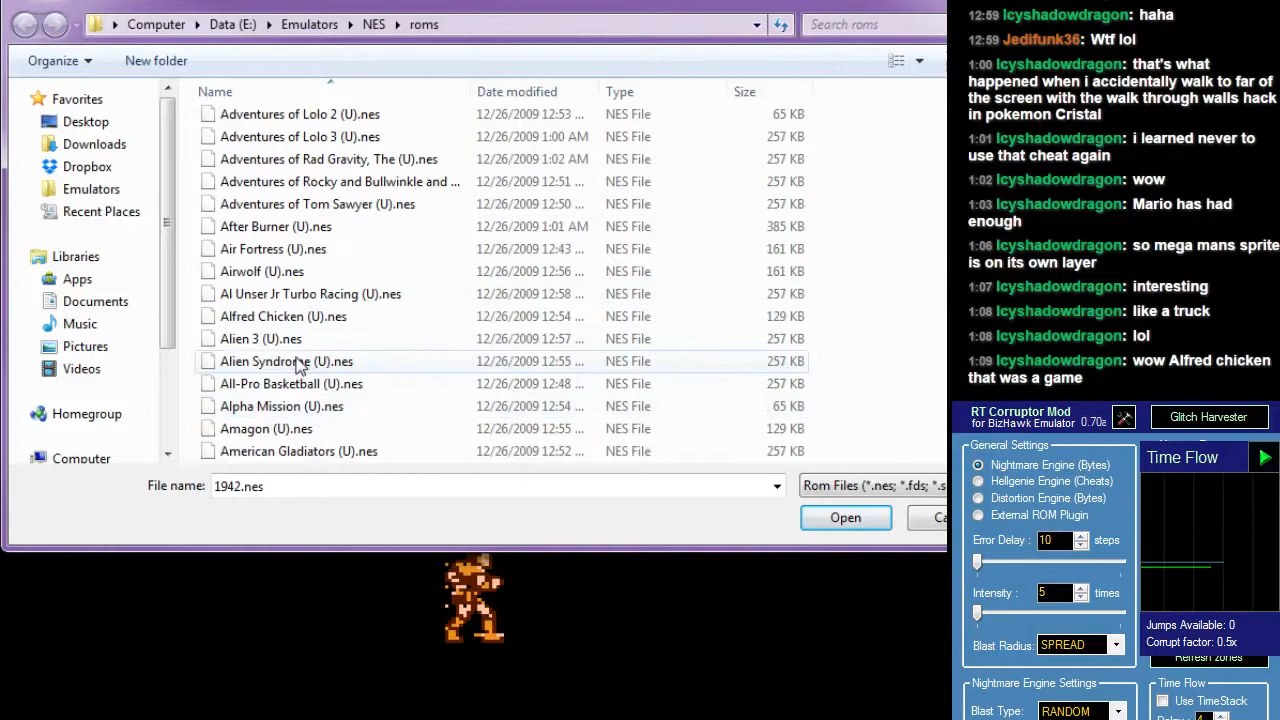 Computer ▸ Data (E:) ▸ Emulators ▸ NES ▸ roms
Search roms
Organize
New folder
Name
Date modified
Type
Size
Favorites
Desktop
Downloads
Dropbox
Emulators
Recent Places
Libraries
Apps
Documents
Music
Pictures
Videos
Homegroup
Computer
Adventures of Lolo 2 (U).nes 12/26/2009 12:53 ... NES File 65 KB
Adventures of Lolo 3 (U).nes 12/26/2009 1:00 AM NES File 257 KB
Adventures of Rad Gravity, The (U).nes 12/26/2009 1:02 AM NES File 257 KB
Adventures of Rocky and Bullwinkle and ... 12/26/2009 12:51 ... NES File 257 KB
Adventures of Tom Sawyer (U).nes 12/26/2009 12:50 ... NES File 257 KB
After Burner (U).nes 12/26/2009 1:01 AM NES File 385 KB
Air Fortress (U).nes 12/26/2009 12:43 ... NES File 161 KB
Airwolf (U).nes 12/26/2009 12:56 ... NES File 161 KB
Al Unser Jr Turbo Racing (U).nes 12/26/2009 12:58 ... NES File 257 KB
Alfred Chicken (U).nes 12/26/2009 12:54 ... NES File 129 KB
Alien 3 (U).nes 12/26/2009 12:57 ... NES File 257 KB
Alien Syndrome (U).nes 12/26/2009 12:55 ... NES File 257 KB
All-Pro Basketball (U).nes 12/26/2009 12:48 ... NES File 257 KB
Alpha Mission (U).nes 12/26/2009 12:54 ... NES File 65 KB
Amagon (U).nes 12/26/2009 12:55 ... NES File 129 KB
American Gladiators (U).nes 12/26/2009 12:52 ... NES File 257 KB
File name: 1942.nes
Rom Files (*.nes; *.fds; *.s
Open
Ca
12:59 Icyshadowdragon: haha
12:59 Jedifunk36: Wtf lol
1:00 Icyshadowdragon: that's what
happened when i accidentally walk to far of
the screen with the walk through walls hack
in pokemon Cristal
1:01 Icyshadowdragon: i learned never to
use that cheat again
1:02 Icyshadowdragon: wow
1:03 Icyshadowdragon: Mario has had
enough
1:06 Icyshadowdragon: so mega mans sprite
is on its own layer
1:07 Icyshadowdragon: interesting
1:08 Icyshadowdragon: like a truck
1:08 Icyshadowdragon: lol
1:09 Icyshadowdragon: wow Alfred chicken
that was a game
RT Corruptor Mod
for BizHawk Emulator 0.70a
Glitch Harvester
General Settings
Nightmare Engine (Bytes)
Hellgenie Engine (Cheats)
Distortion Engine (Bytes)
External ROM Plugin
Error Delay : 10 steps
Intensity : 5 times
Blast Radius: SPREAD
Time Flow
Jumps Available: 0
Corrupt factor: 0.5x
Refresh zones
Nightmare Engine Settings
Blast Type: RANDOM
Time Flow
Use TimeStack